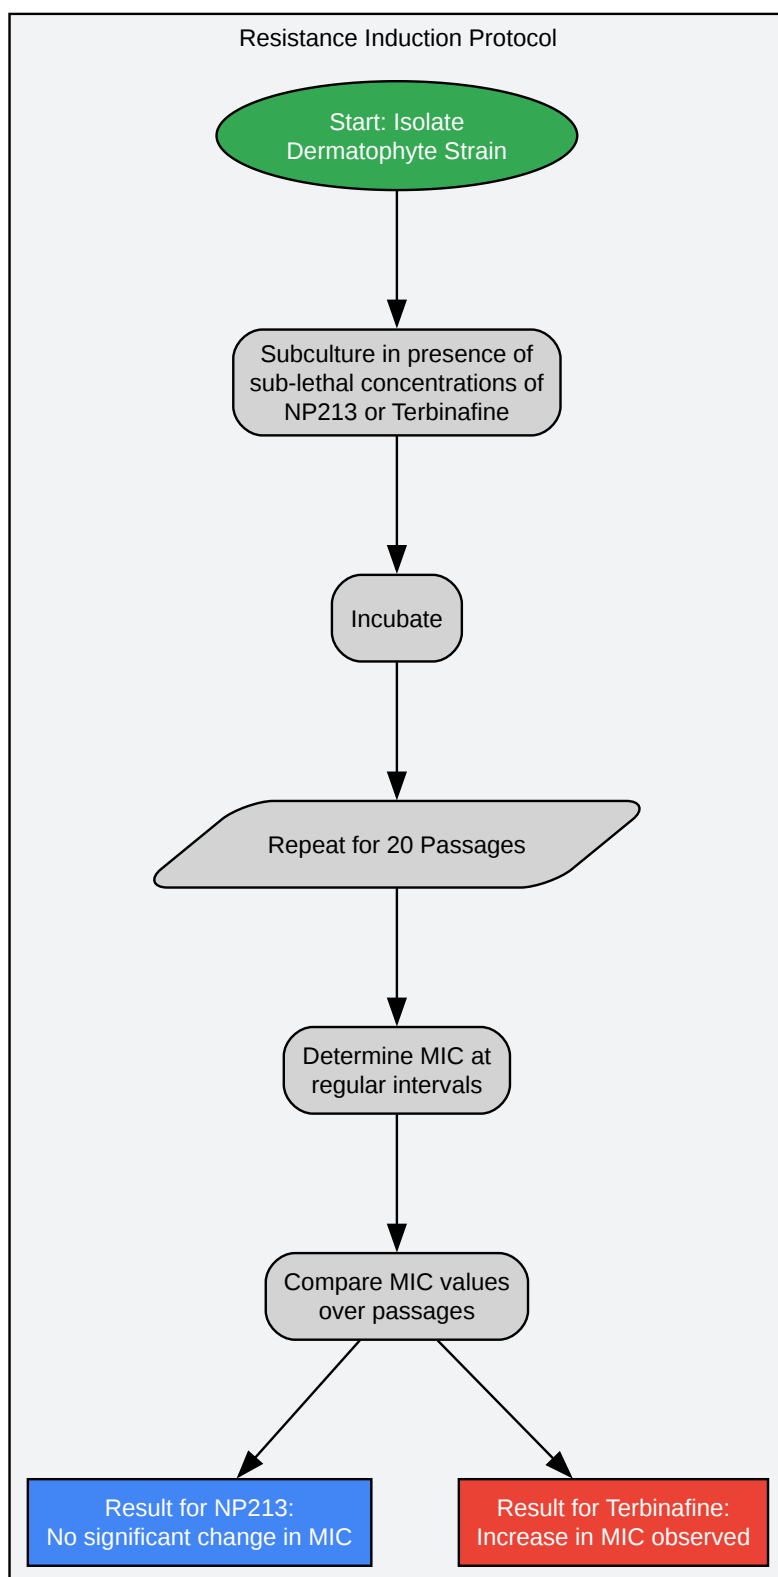 Resistance Induction Protocol
Start: Isolate
Dermatophyte Strain
Subculture in presence of
sub-lethal concentrations of
NP213 or Terbinafine
Incubate
Repeat for 20 Passages
Determine MIC at
regular intervals
Compare MIC values
over passages
Result for NP213:
No significant change in MIC
Result for Terbinafine:
Increase in MIC observed